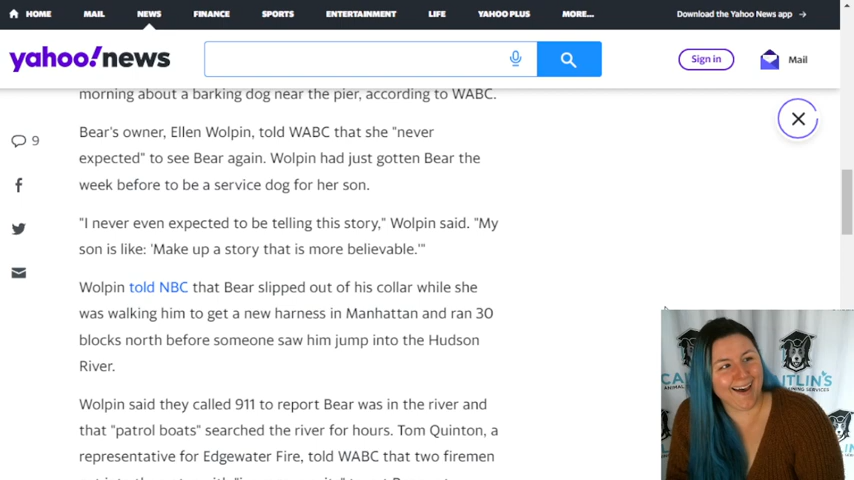 HOME MAIL NEWS FINANCE SPORTS ENTERTAINMENT LIFE YAHOO PLUS MORE... Download the Yahoo News app →
yahoo!news Sign in Mail
morning about a barking dog near the pier, according to WABC.
9
Bear's owner, Ellen Wolpin, told WABC that she "never
expected" to see Bear again. Wolpin had just gotten Bear the
week before to be a service dog for her son.
"I never even expected to be telling this story," Wolpin said. "My
son is like: 'Make up a story that is more believable.'"
Wolpin told NBC that Bear slipped out of his collar while she
was walking him to get a new harness in Manhattan and ran 30
blocks north before someone saw him jump into the Hudson
River.
Wolpin said they called 911 to report Bear was in the river and
that "patrol boats" searched the river for hours. Tom Quinton, a
representative for Edgewater Fire, told WABC that two firemen